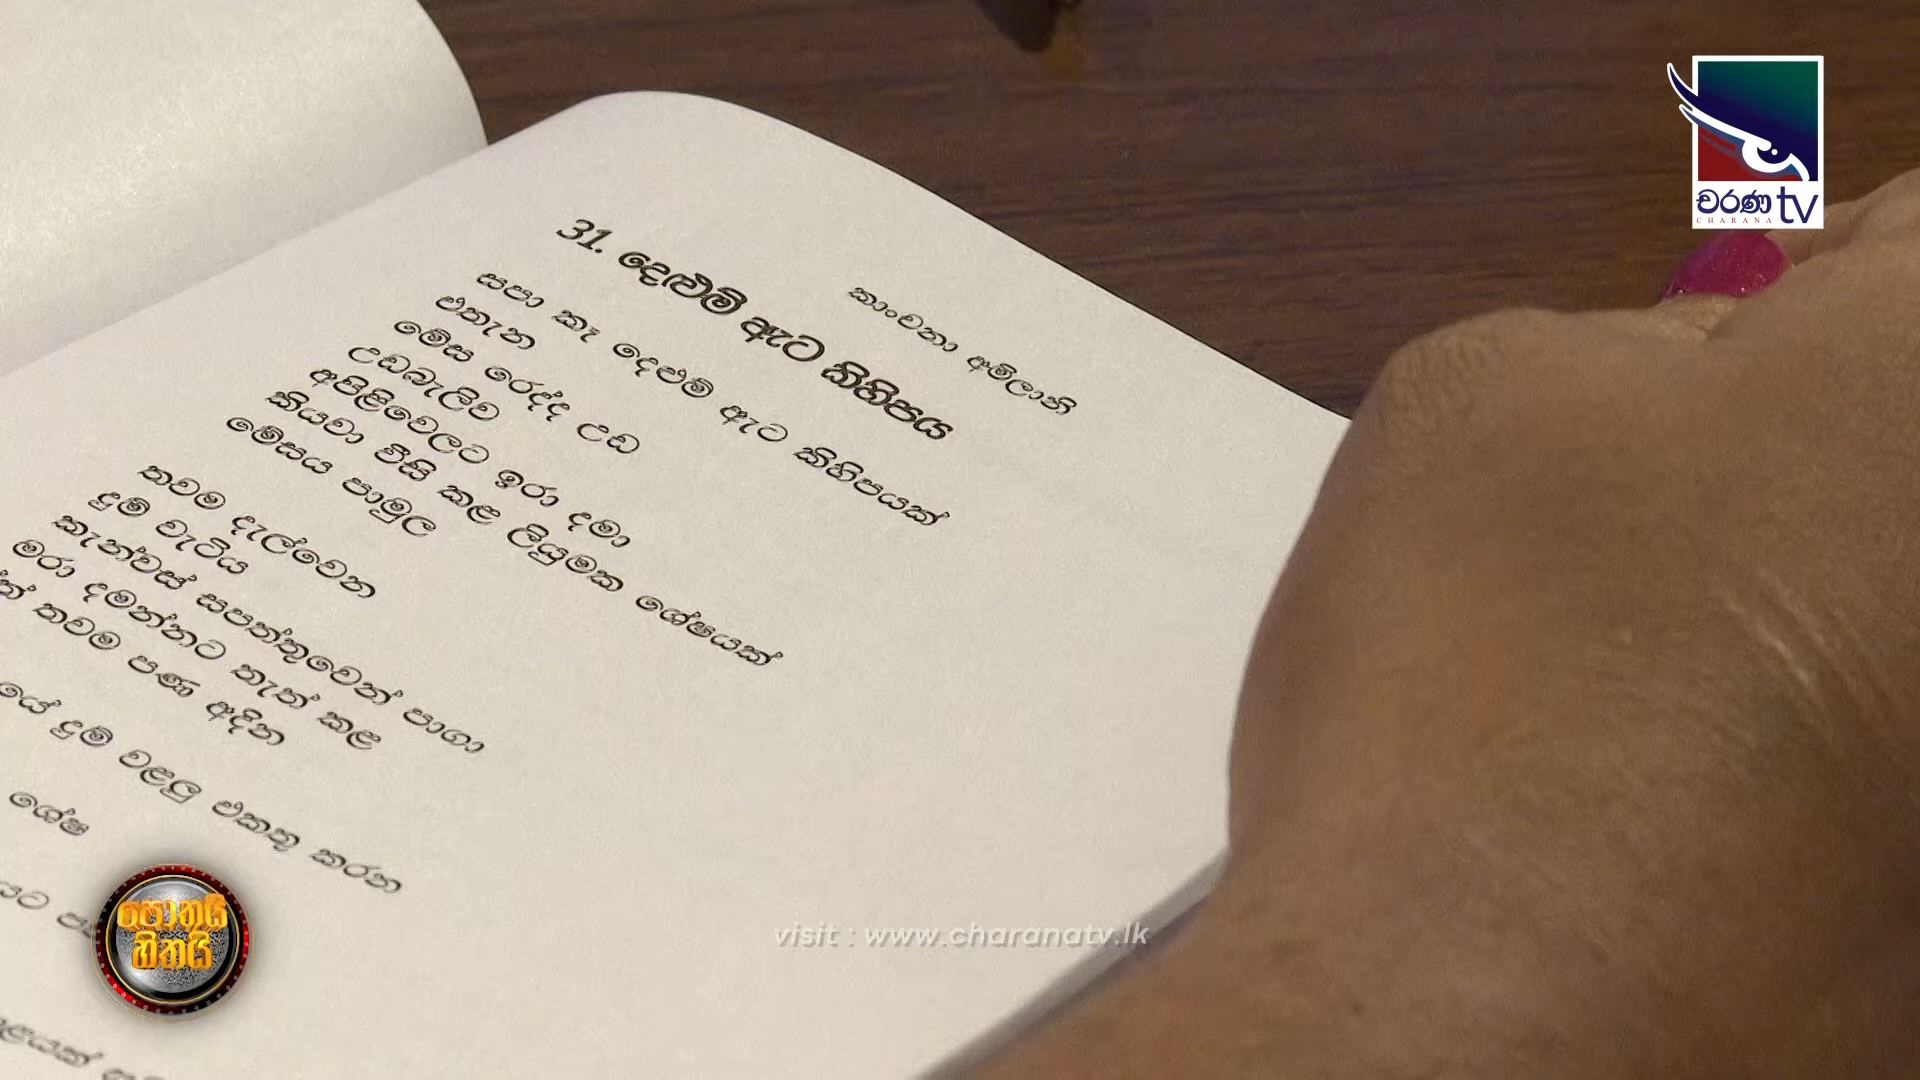 චරණ tv
CHARANA
කාංචනා අම්ලානි
31. දෙළුම් ඇට කිහිපය
සපා කෑ දෙළුම් ඇට කිහිපයක්
එතැන
මේස රෙද්ද උඩ
උඩබැලිව
අපිළිවෙලට ඉරා දමා
කියවා වීසි කළ ලියුමක ශේෂයක්
මේසය පාමුල
තවම දැල්වෙන
දුම් වැටිය
කැන්වස් සපත්තුවෙන් පාගා
මරා දමන්නට තැත් කළ
තවම පණ අදින
දුම් වළලු එකතු කරන
ශේෂ
පොතයි
හිතයි
visit : www.charanatv.lk